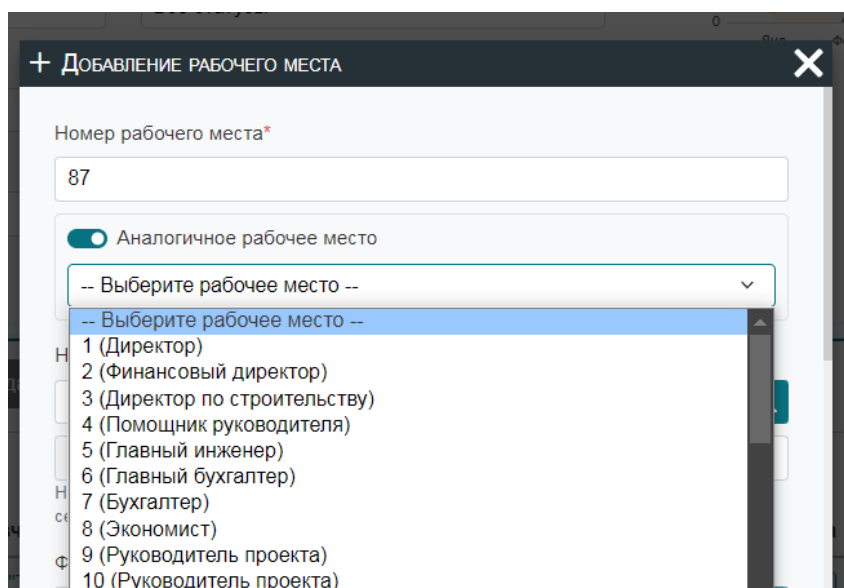 0
+ Добавление рабочего места
Номер рабочего места*
87
Аналогичное рабочее место
-- Выберите рабочее место --
-- Выберите рабочее место --
1 (Директор)
2 (Финансовый директор)
3 (Директор по строительству)
4 (Помощник руководителя)
5 (Главный инженер)
6 (Главный бухгалтер)
7 (Бухгалтер)
8 (Экономист)
9 (Руководитель проекта)
10 (Руководитель проекта)